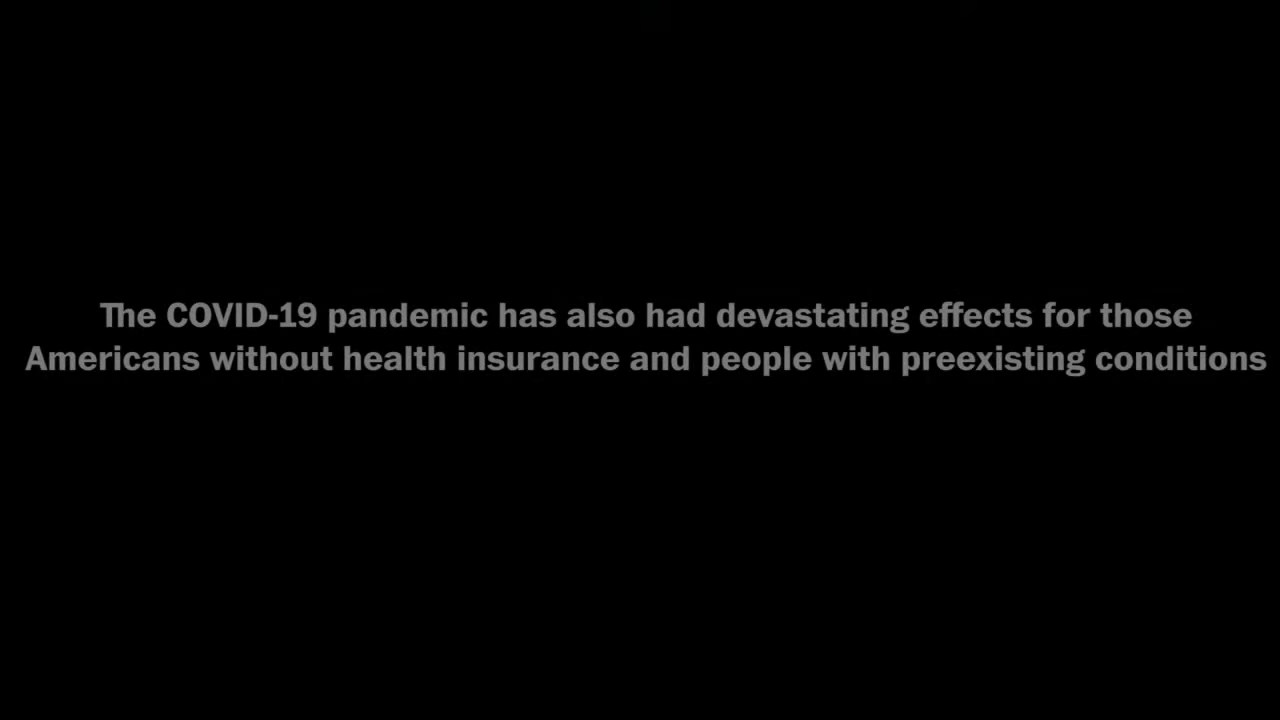 The COVID-19 pandemic has also had devastating effects for those
Americans without health insurance and people with preexisting conditions